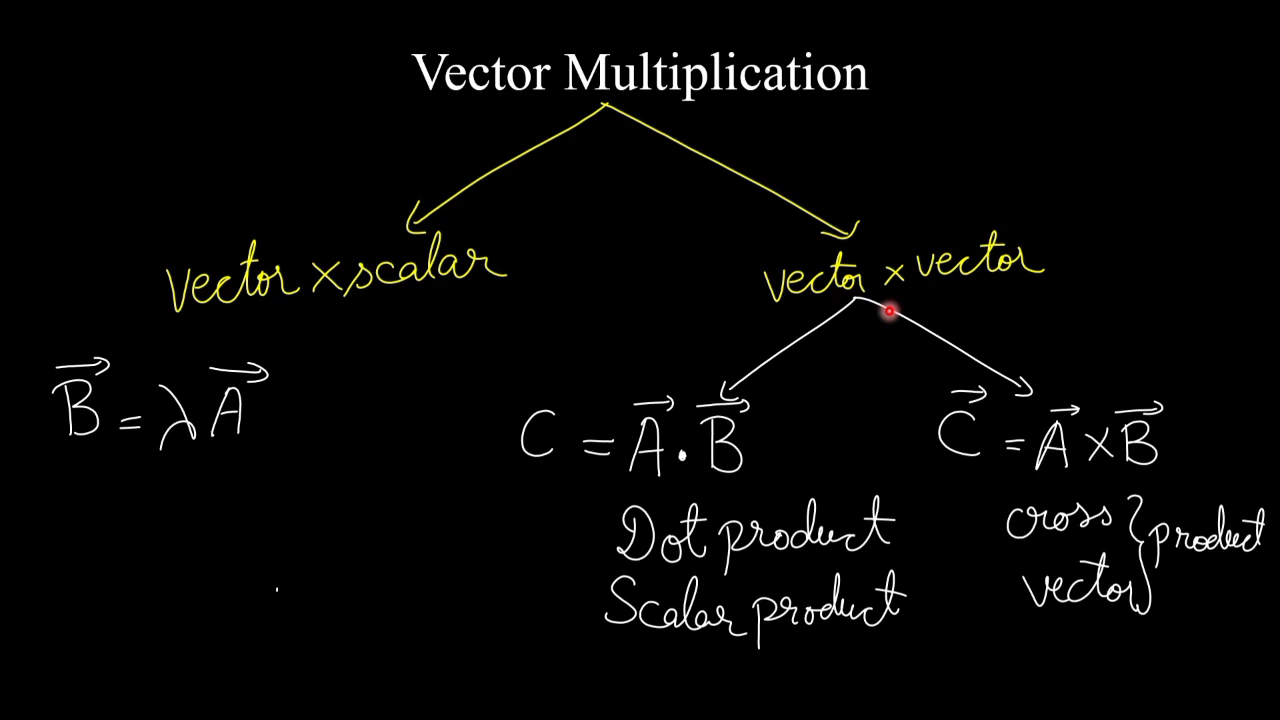 Vector Multiplication
vector × scalar
vector × vector
B⃗ = λA⃗
C = A⃗ . B⃗
Dot product
Scalar product
C⃗ = A⃗ × B⃗
cross } product
vector